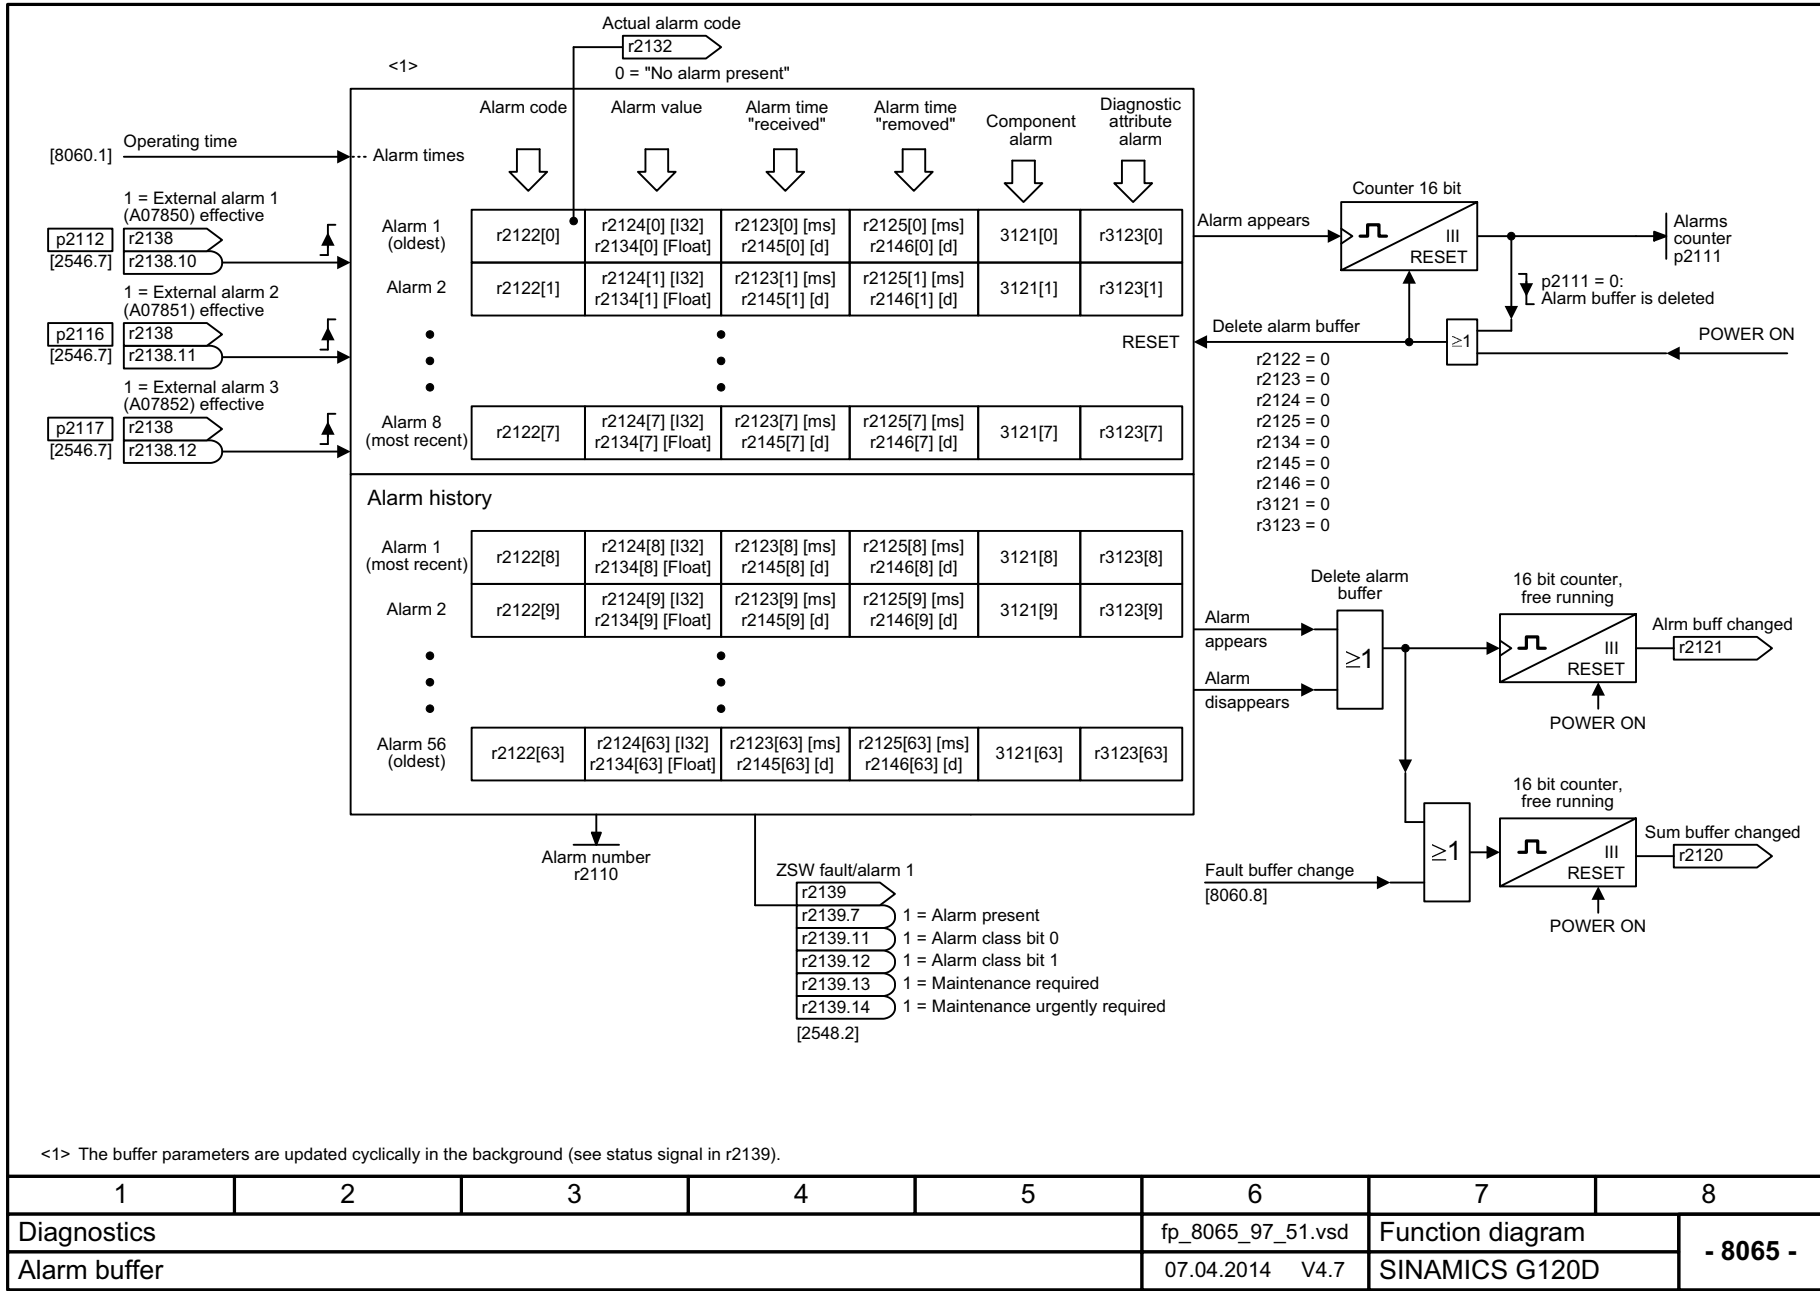 Actual alarm code
r2132
0 = "No alarm present"
<1>
Alarm code
Alarm value
Alarm time
"received"
Alarm time
"removed"
Component
alarm
Diagnostic
attribute
alarm
[8060.1]
Operating time
Alarm times
1 = External alarm 1
(A07850) effective
p2112
r2138
[2546.7]
r2138.10
1 = External alarm 2
(A07851) effective
p2116
r2138
[2546.7]
r2138.11
1 = External alarm 3
(A07852) effective
p2117
r2138
[2546.7]
r2138.12
Alarm 1
(oldest)
r2122[0]
r2124[0] [I32]
r2134[0] [Float]
r2123[0] [ms]
r2145[0] [d]
r2125[0] [ms]
r2146[0] [d]
3121[0]
r3123[0]
Alarm 2
r2122[1]
r2124[1] [I32]
r2134[1] [Float]
r2123[1] [ms]
r2145[1] [d]
r2125[1] [ms]
r2146[1] [d]
3121[1]
r3123[1]
RESET
Alarm 8
(most recent)
r2122[7]
r2124[7] [I32]
r2134[7] [Float]
r2123[7] [ms]
r2145[7] [d]
r2125[7] [ms]
r2146[7] [d]
3121[7]
r3123[7]
Alarm appears
Counter 16 bit
III
RESET
Alarms
counter
p2111
p2111 = 0:
Alarm buffer is deleted
Delete alarm buffer
≥1
POWER ON
r2122 = 0
r2123 = 0
r2124 = 0
r2125 = 0
r2134 = 0
r2145 = 0
r2146 = 0
r3121 = 0
r3123 = 0
Alarm history
Alarm 1
(most recent)
r2122[8]
r2124[8] [I32]
r2134[8] [Float]
r2123[8] [ms]
r2145[8] [d]
r2125[8] [ms]
r2146[8] [d]
3121[8]
r3123[8]
Alarm 2
r2122[9]
r2124[9] [I32]
r2134[9] [Float]
r2123[9] [ms]
r2145[9] [d]
r2125[9] [ms]
r2146[9] [d]
3121[9]
r3123[9]
Alarm 56
(oldest)
r2122[63]
r2124[63] [I32]
r2134[63] [Float]
r2123[63] [ms]
r2145[63] [d]
r2125[63] [ms]
r2146[63] [d]
3121[63]
r3123[63]
Alarm
appears
Alarm
disappears
Delete alarm
buffer
≥1
16 bit counter,
free running
III
RESET
POWER ON
Alrm buff changed
r2121
Fault buffer change
[8060.8]
≥1
16 bit counter,
free running
III
RESET
POWER ON
Sum buffer changed
r2120
Alarm number
r2110
ZSW fault/alarm 1
r2139
r2139.7
1 = Alarm present
r2139.11
1 = Alarm class bit 0
r2139.12
1 = Alarm class bit 1
r2139.13
1 = Maintenance required
r2139.14
1 = Maintenance urgently required
[2548.2]
<1> The buffer parameters are updated cyclically in the background (see status signal in r2139).
1 2 3 4 5 6 7 8
Diagnostics
fp_8065_97_51.vsd
Function diagram
- 8065 -
Alarm buffer
07.04.2014 V4.7
SINAMICS G120D